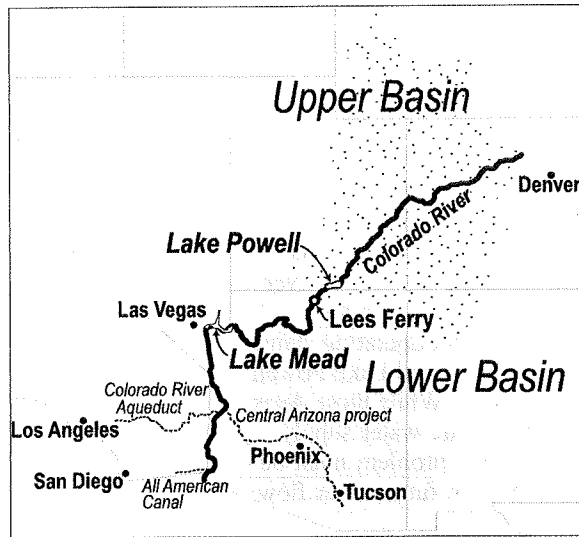 Upper Basin
Denver
Colorado River
Lake Powell
Lees Ferry
Las Vegas
Lake Mead
Lower Basin
Colorado River
Aqueduct
Central Arizona project
Los Angeles
Phoenix
San Diego
All American
Canal
Tucson